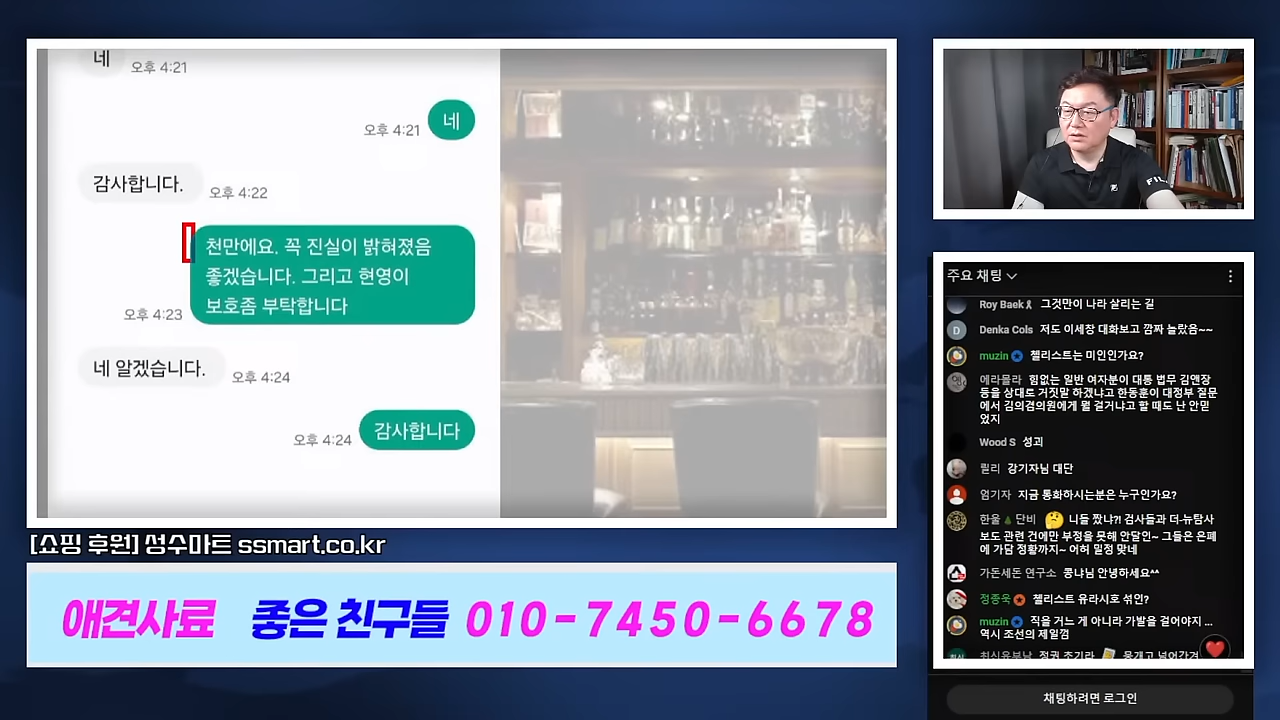 네
오후 4:21
오후 4:21
네
감사합니다.
오후 4:22
천만에요. 꼭 진실이 밝혀졌음
좋겠습니다. 그리고 현영이
보호좀 부탁합니다
오후 4:23
네 알겠습니다.
오후 4:24
오후 4:24
감사합니다
[쇼핑 후원] 성수마트 ssmart.co.kr
애견사료 좋은 친구들 010-7450-6678
주요 채팅
Roy Baek 그것만이 나라 살리는 길
D
Denka Cols 저도 이세창 대화보고 깜짝 놀랐음~~
muzin 첼리스트는 미인인가요?
에라몰라 힘없는 일반 여자분이 대통 법무 김앤장
등을 상대로 거짓말 하겠냐고 한동훈이 대정부 질문
에서 김의겸의원에게 뭘 걸거냐고 할 때도 난 안믿
었지
Wood S 성괴
필리 강기자님 대단
엄기자 지금 통화하시는분은 누구인가요?
한울 단비 니들 짰냐?! 검사들과 더-뉴탐사
보도 관련 건에만 부정을 못해 안달인~ 그들은 은폐
에 가담 정황까지~ 어허 밀정 맞네
가돈세돈 연구소 콩냐님 안녕하세요^^
정종욱 첼리스트 유라시호 섞인?
muzin 직을 거느 게 아니라 가발을 걸어야지 ...
역시 조선의 제일껌
채팅하려면 로그인